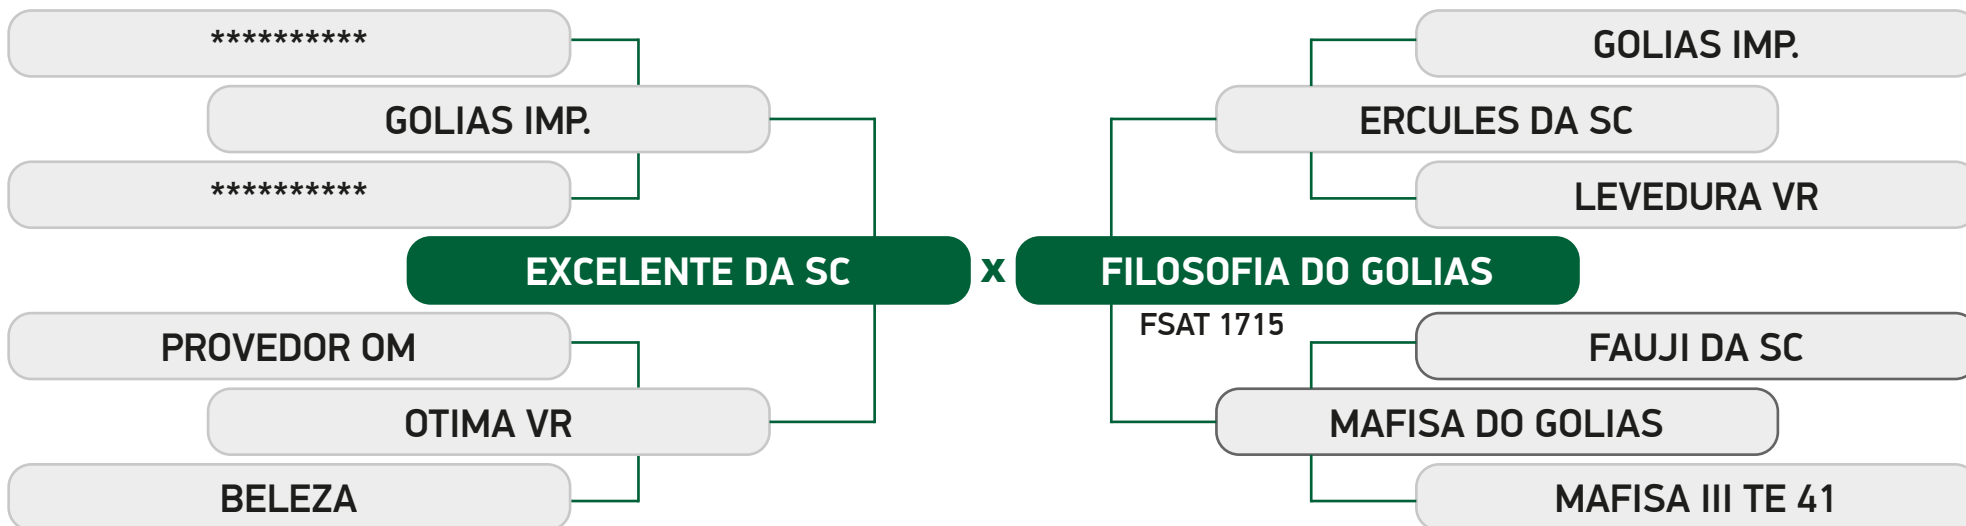 **********
GOLIAS IMP.
GOLIAS IMP.
ERCULES DA SC
**********
LEVEDURA VR
EXCELENTE DA SC x FILOSOFIA DO GOLIAS
FSAT 1715
PROVEDOR OM
FAUJI DA SC
OTIMA VR
MAFISA DO GOLIAS
BELEZA
MAFISA III TE 41